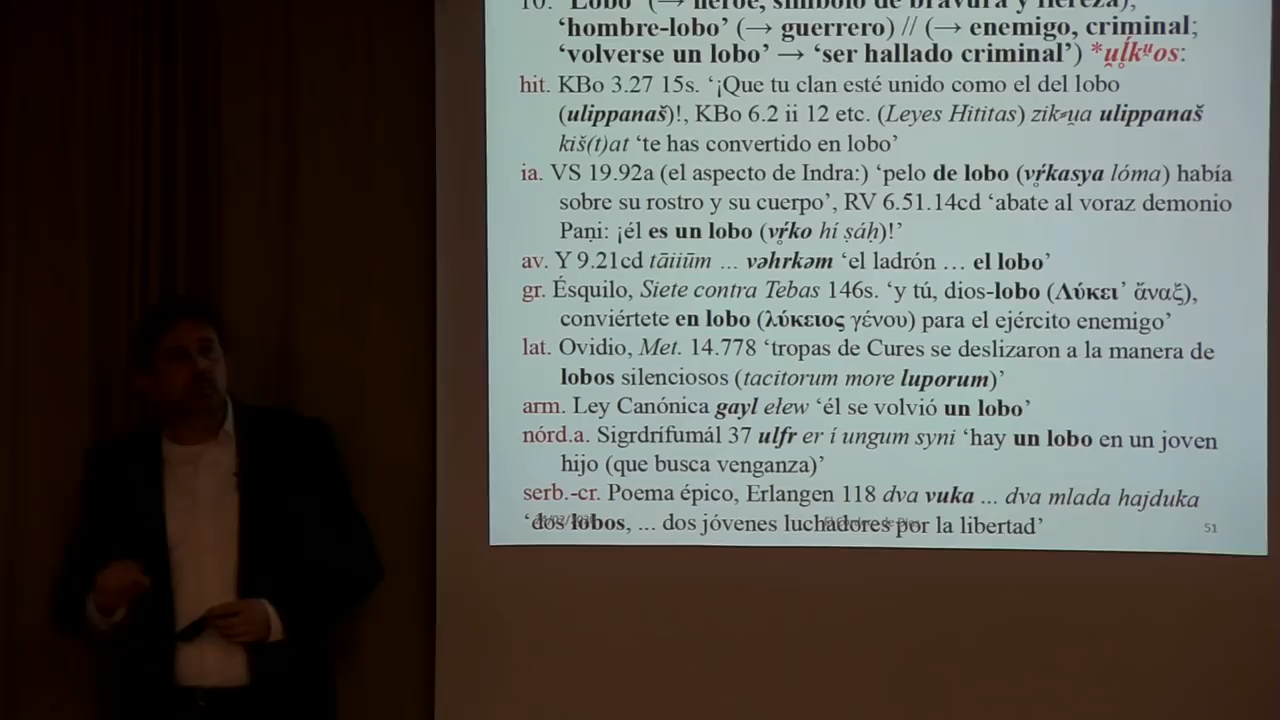 10. 'Lobo' (→ héroe, símbolo de bravura y fiereza),
'hombre-lobo' (→ guerrero) // (→ enemigo, criminal;
'volverse un lobo' → 'ser hallado criminal') *u̯ĺ̥kᵘ̯os:
hit. KBo 3.27 15s. '¡Que tu clan esté unido como el del lobo
(ulippanaš)!, KBo 6.2 ii 12 etc. (Leyes Hititas) zik⸗u̯a ulippanaš
kiš(t)at 'te has convertido en lobo'
ia. VS 19.92a (el aspecto de Indra:) 'pelo de lobo (vŕ̥kasya lóma) había
sobre su rostro y su cuerpo', RV 6.51.14cd 'abate al voraz demonio
Paṇi: ¡él es un lobo (vŕ̥ko hí ṣáḥ)!'
av. Y 9.21cd tāiiūm ... vəhrkəm 'el ladrón … el lobo'
gr. Ésquilo, Siete contra Tebas 146s. 'y tú, dios-lobo (Λύκει' ἄναξ),
conviértete en lobo (λύκειος γένου) para el ejército enemigo'
lat. Ovidio, Met. 14.778 'tropas de Cures se deslizaron a la manera de
lobos silenciosos (tacitorum more luporum)'
arm. Ley Canónica gayl ełew 'él se volvió un lobo'
nórd.a. Sigrdrífumál 37 ulfr er í ungum syni 'hay un lobo en un joven
hijo (que busca venganza)'
serb.-cr. Poema épico, Erlangen 118 dva vuka ... dva mlada hajduka
'dos lobos, ... dos jóvenes luchadores por la libertad'
51